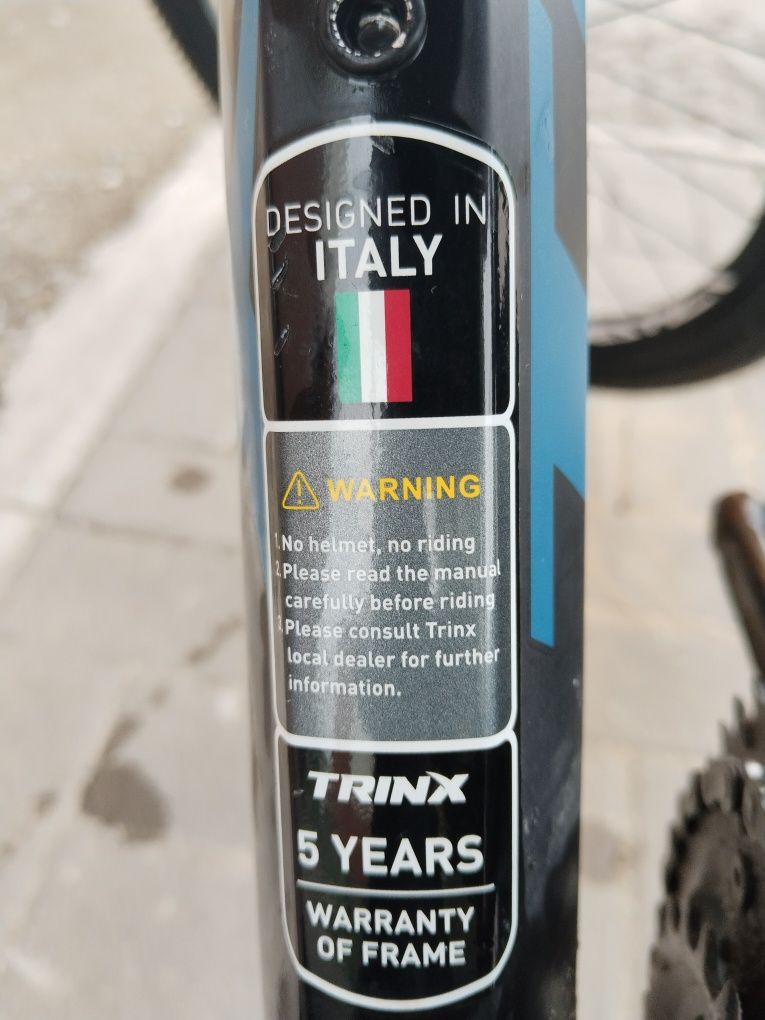 DESIGNED IN
ITALY
WARNING
1.No helmet, no riding
2.Please read the manual
carefully before riding
3.Please consult Trinx
local dealer for further
information.
TRINX
5 YEARS
WARRANTY
OF FRAME